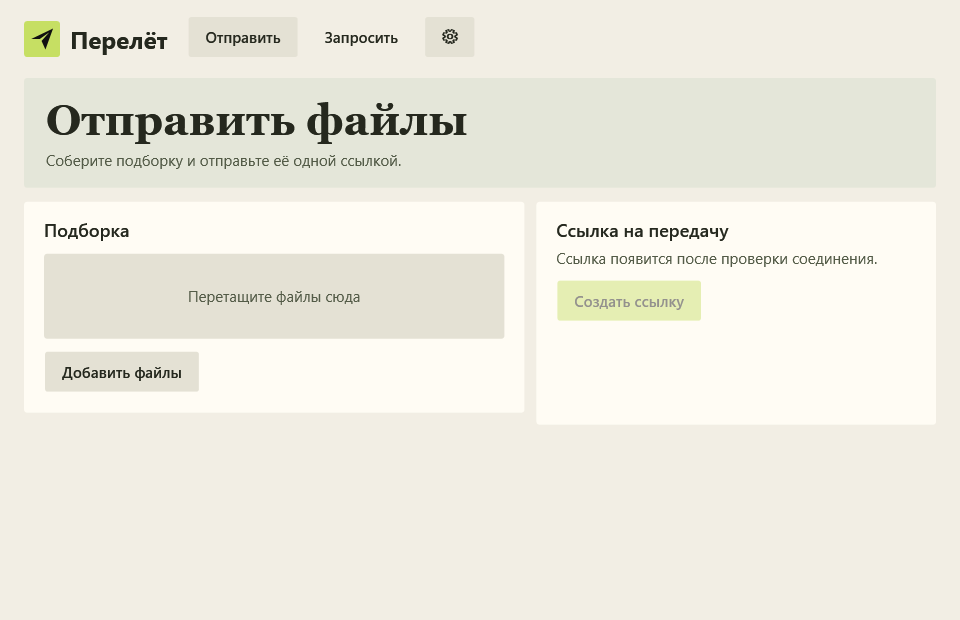 Перелёт
Отправить
Запросить
Отправить файлы
Соберите подборку и отправьте её одной ссылкой.
Подборка
Перетащите файлы сюда
Добавить файлы
Ссылка на передачу
Ссылка появится после проверки соединения.
Создать ссылку